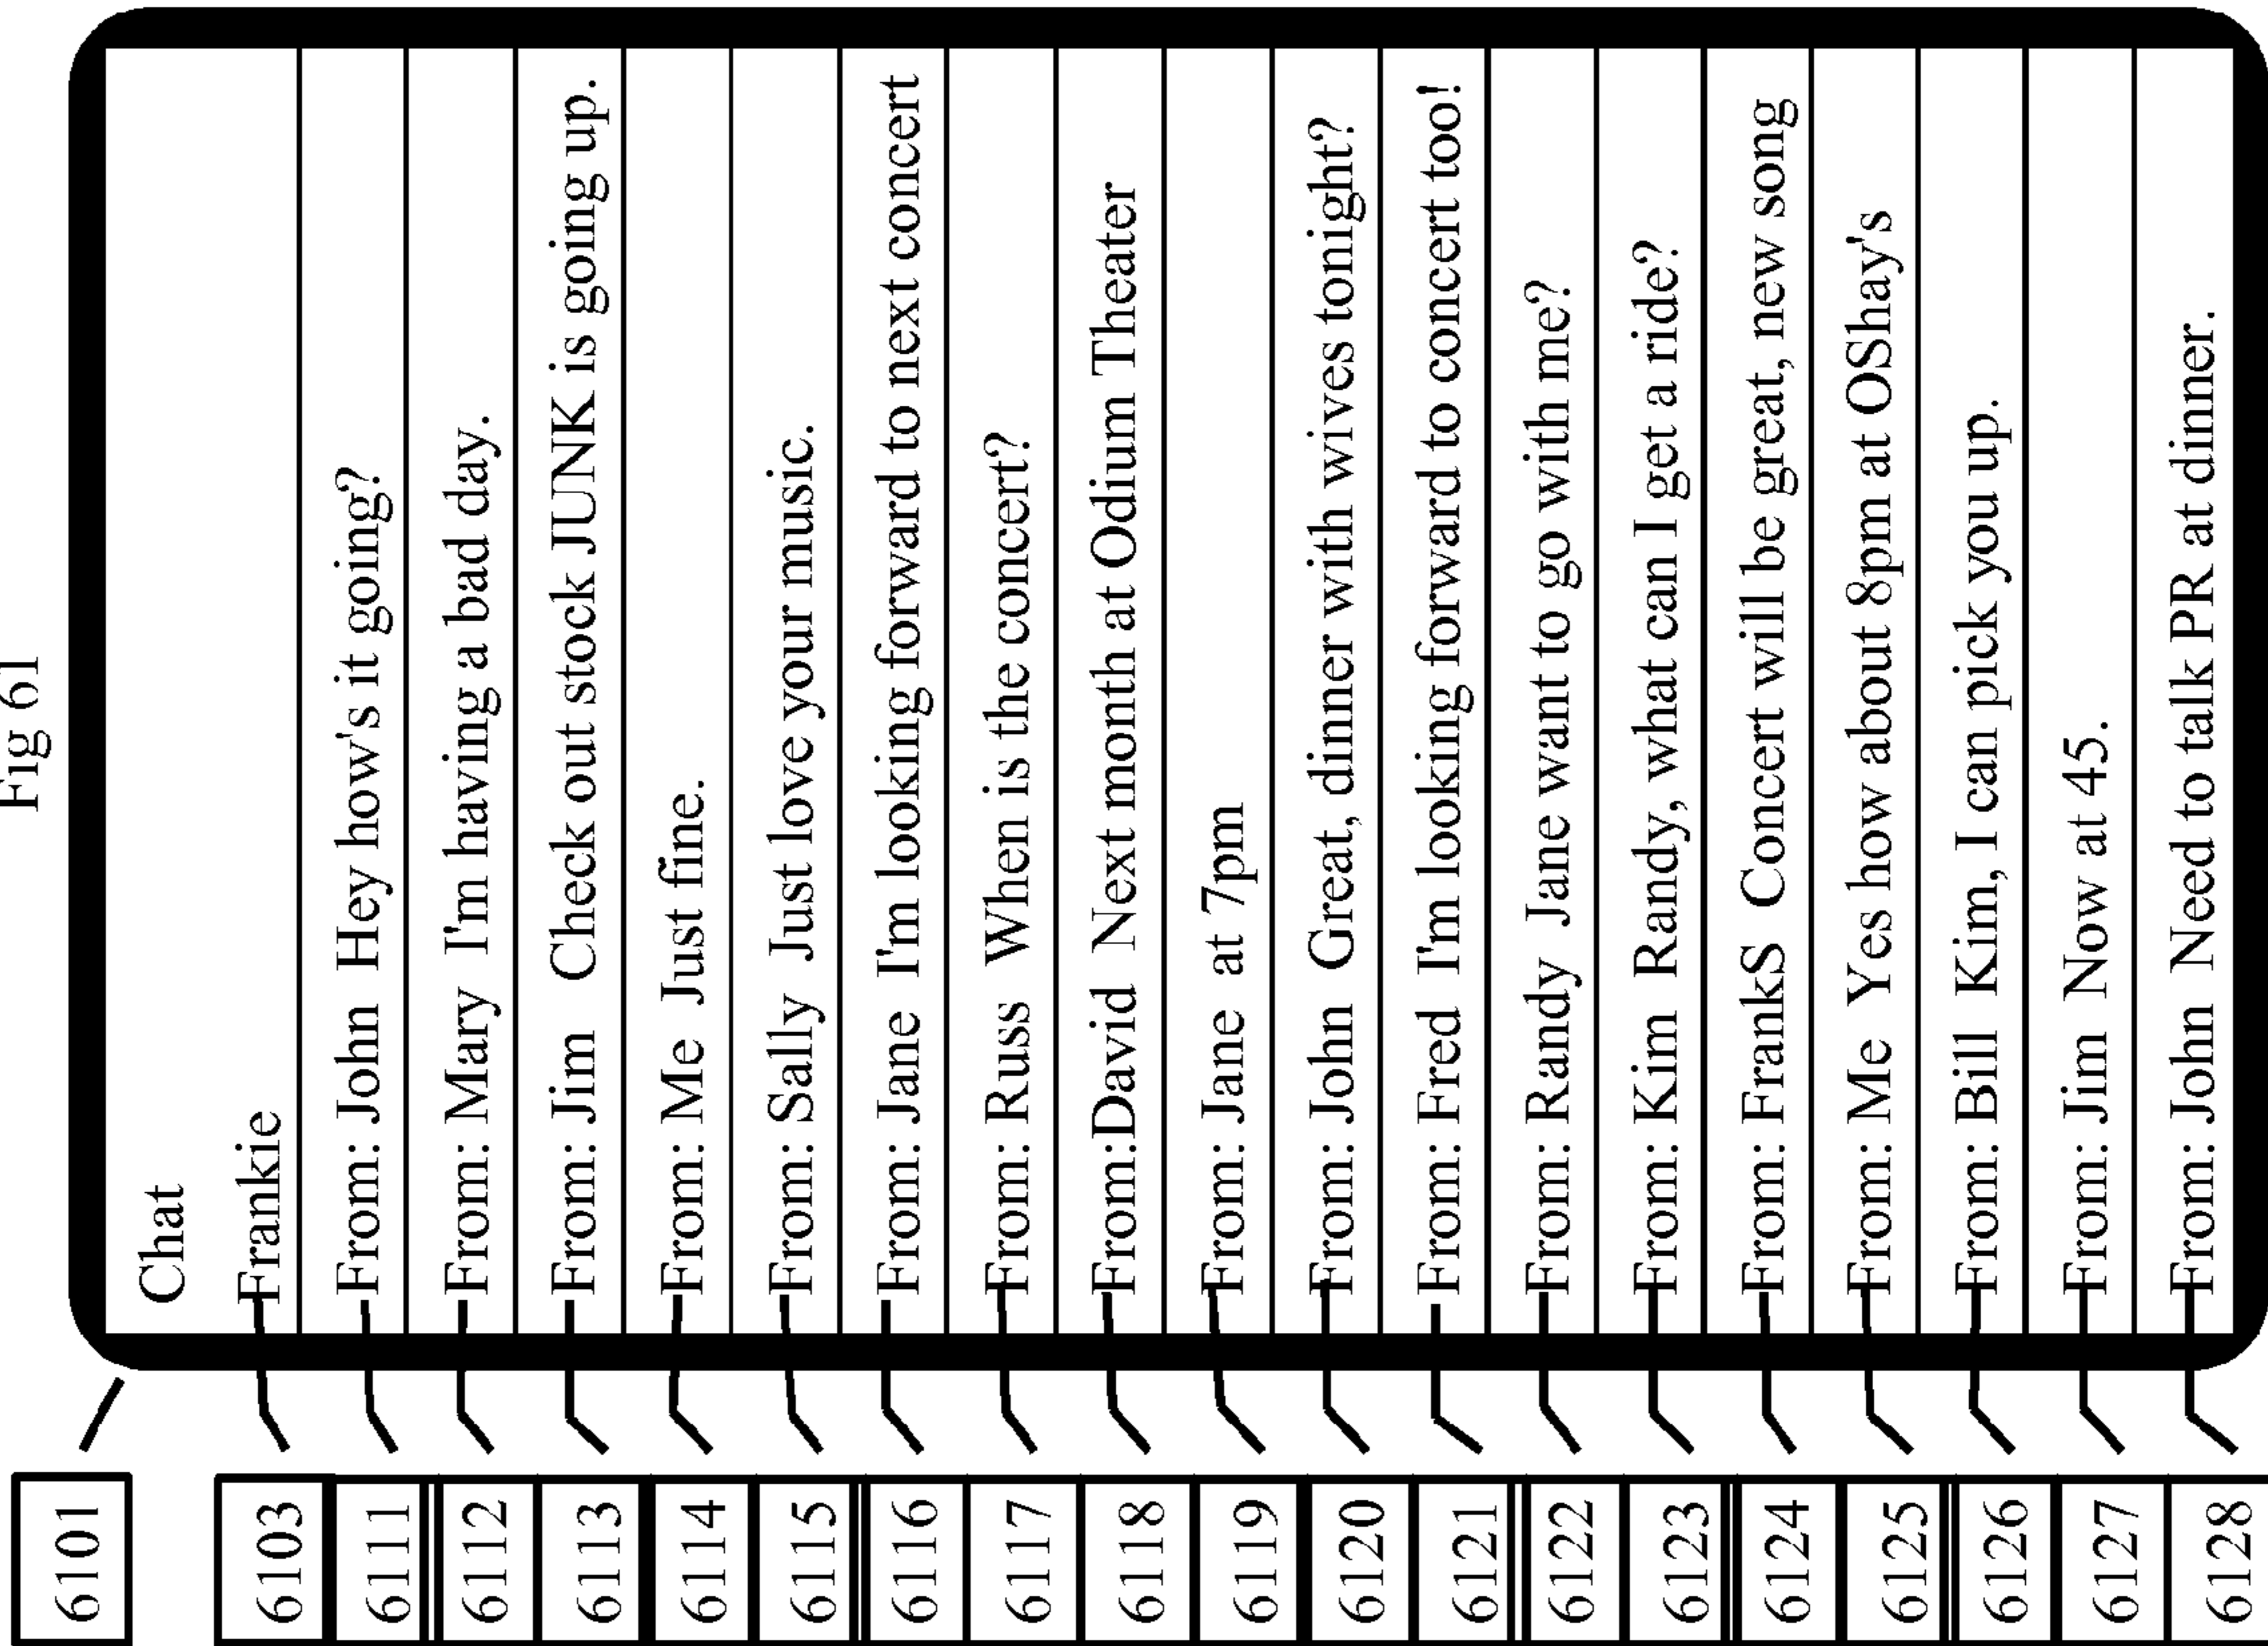 Fig 61
6101
Chat
6103 Frankie
6111 From: John Hey how's it going?
6112 From: Mary I'm having a bad day.
6113 From: Jim Check out stock JUNK is going up.
6114 From: Me Just fine.
6115 From: Sally Just love your music.
6116 From: Jane I'm looking forward to next concert
6117 From: Russ When is the concert?
6118 From:David Next month at Odium Theater
6119 From: Jane at 7pm
6120 From: John Great, dinner with wives tonight?
6121 From: Fred I'm looking forward to concert too!
6122 From: Randy Jane want to go with me?
6123 From: Kim Randy, what can I get a ride?
6124 From: FrankS Concert will be great, new song
6125 From: Me Yes how about 8pm at OShay's
6126 From: Bill Kim, I can pick you up.
6127 From: Jim Now at 45.
6128 From: John Need to talk PR at dinner.